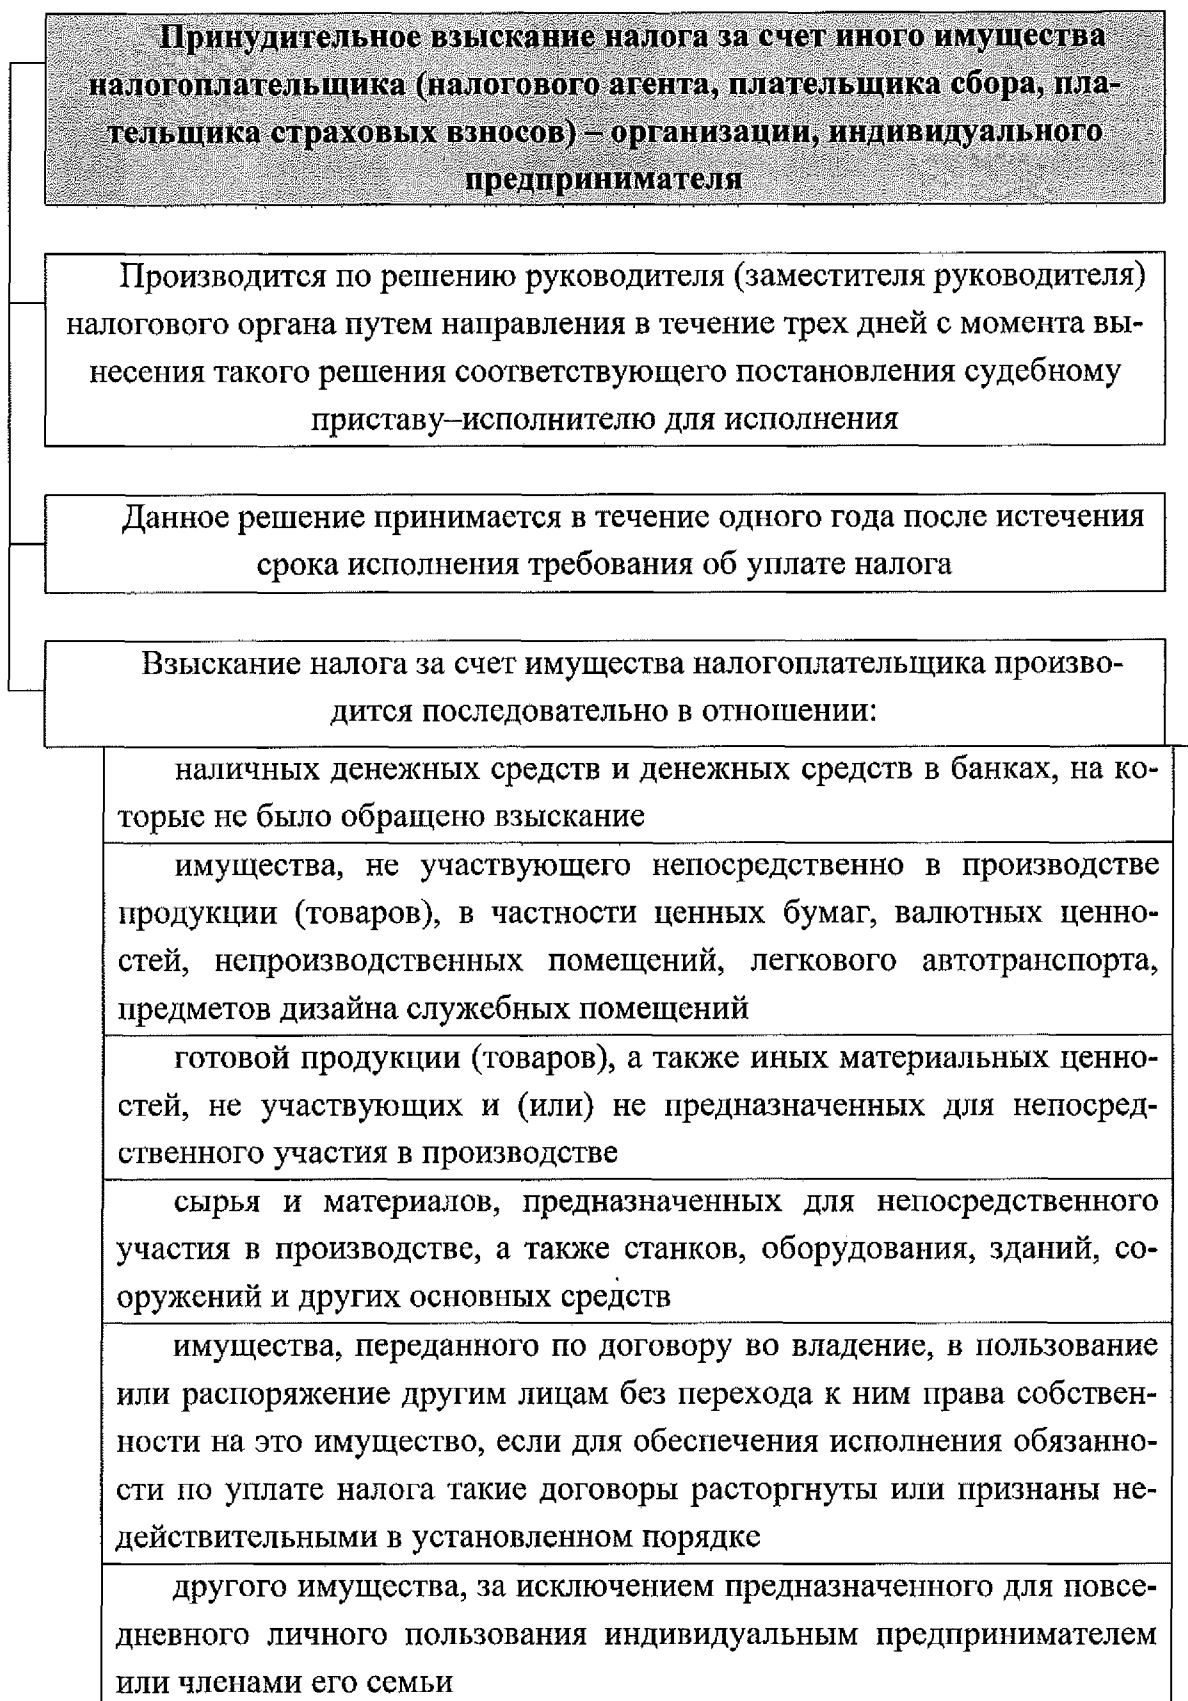 Принудительное взыскание налога за счет иного имущества
налогоплательщика (налогового агента, плательщика сбора, пла-
тельщика страховых взносов) – организации, индивидуального
предпринимателя
Производится по решению руководителя (заместителя руководителя)
налогового органа путем направления в течение трех дней с момента вы-
несения такого решения соответствующего постановления судебному
приставу–исполнителю для исполнения
Данное решение принимается в течение одного года после истечения
срока исполнения требования об уплате налога
Взыскание налога за счет имущества налогоплательщика произво-
дится последовательно в отношении:
наличных денежных средств и денежных средств в банках, на ко-
торые не было обращено взыскание
имущества, не участвующего непосредственно в производстве
продукции (товаров), в частности ценных бумаг, валютных ценно-
стей, непроизводственных помещений, легкового автотранспорта,
предметов дизайна служебных помещений
готовой продукции (товаров), а также иных материальных ценно-
стей, не участвующих и (или) не предназначенных для непосред-
ственного участия в производстве
сырья и материалов, предназначенных для непосредственного
участия в производстве, а также станков, оборудования, зданий, со-
оружений и других основных средств
имущества, переданного по договору во владение, в пользование
или распоряжение другим лицам без перехода к ним права собствен-
ности на это имущество, если для обеспечения исполнения обязанно-
сти по уплате налога такие договоры расторгнуты или признаны не-
действительными в установленном порядке
другого имущества, за исключением предназначенного для повсе-
дневного личного пользования индивидуальным предпринимателем
или членами его семьи